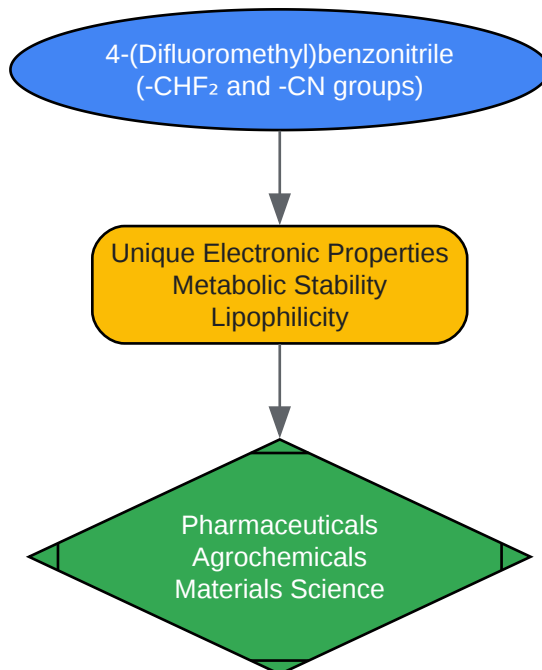 4-(Difluoromethyl)benzonitrile
(-CHF₂ and -CN groups)
Unique Electronic Properties
Metabolic Stability
Lipophilicity
Pharmaceuticals
Agrochemicals
Materials Science